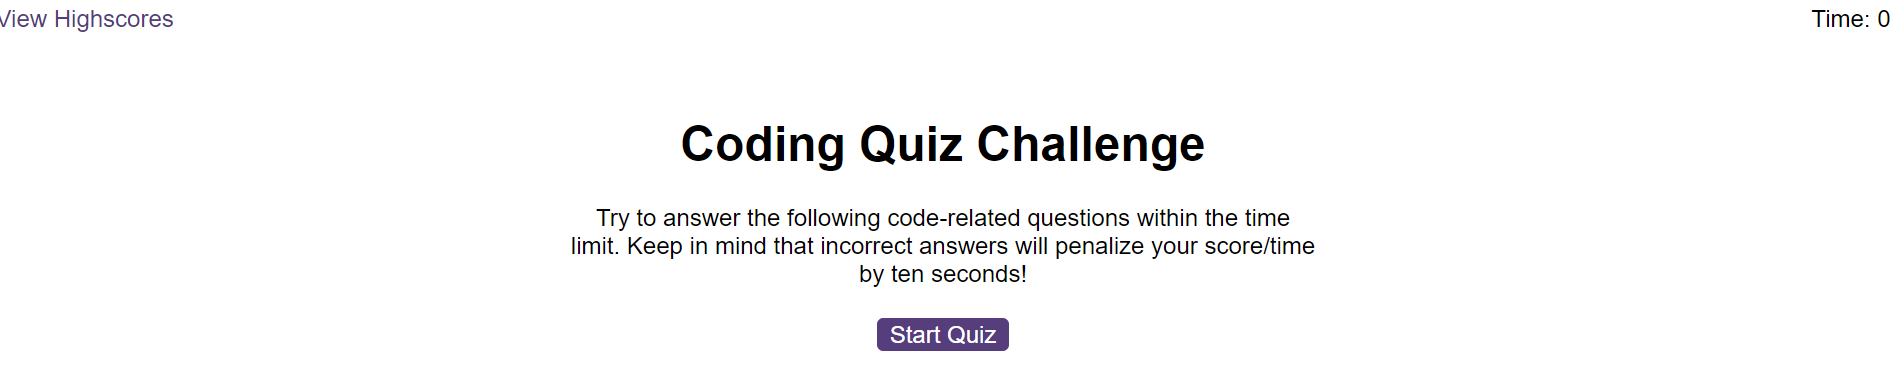 View Highscores
Time: 0
Coding Quiz Challenge
Try to answer the following code-related questions within the time
limit. Keep in mind that incorrect answers will penalize your score/time
by ten seconds!
Start Quiz